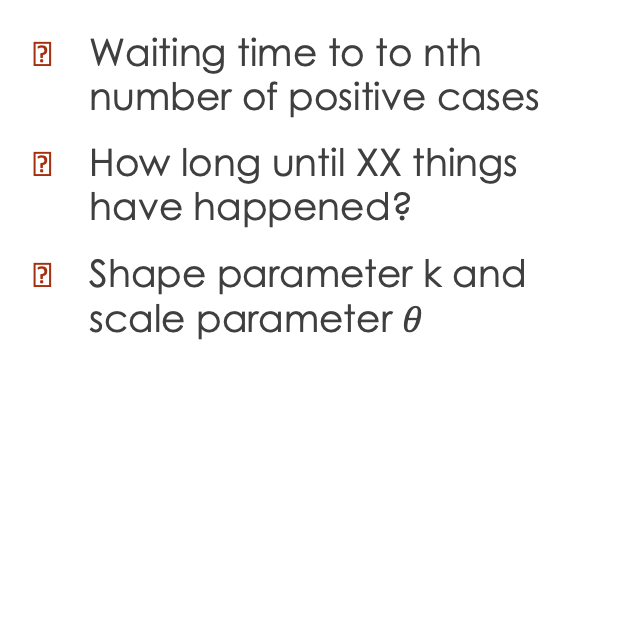 Waiting time to to nth
number of positive cases
How long until XX things
have happened?
Shape parameter k and
scale parameter θ